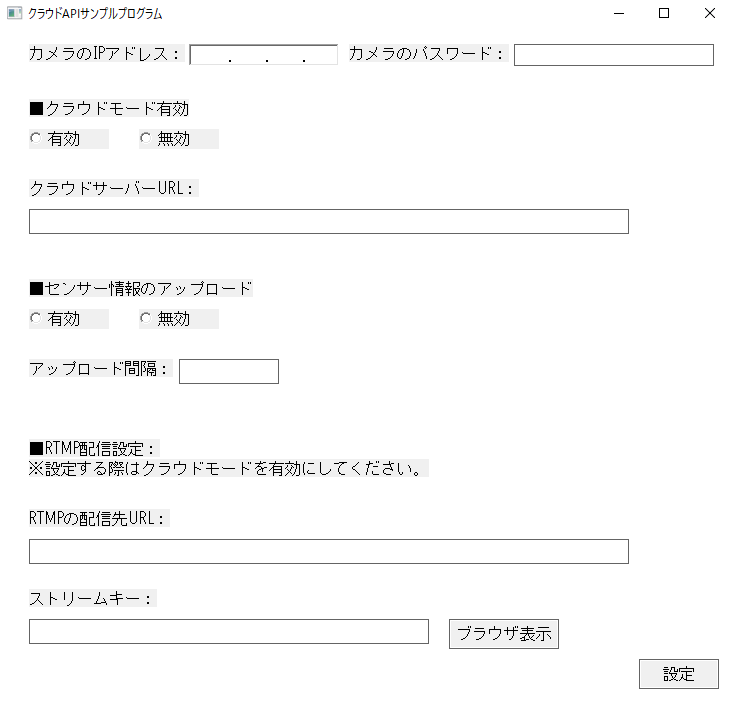 クラウドAPIサンプルプログラム
カメラのIPアドレス： . . . カメラのパスワード：
■クラウドモード有効
有効 無効
クラウドサーバーURL：
■センサー情報のアップロード
有効 無効
アップロード間隔：
■RTMP配信設定：
※設定する際はクラウドモードを有効にしてください。
RTMPの配信先URL：
ストリームキー：
ブラウザ表示
設定